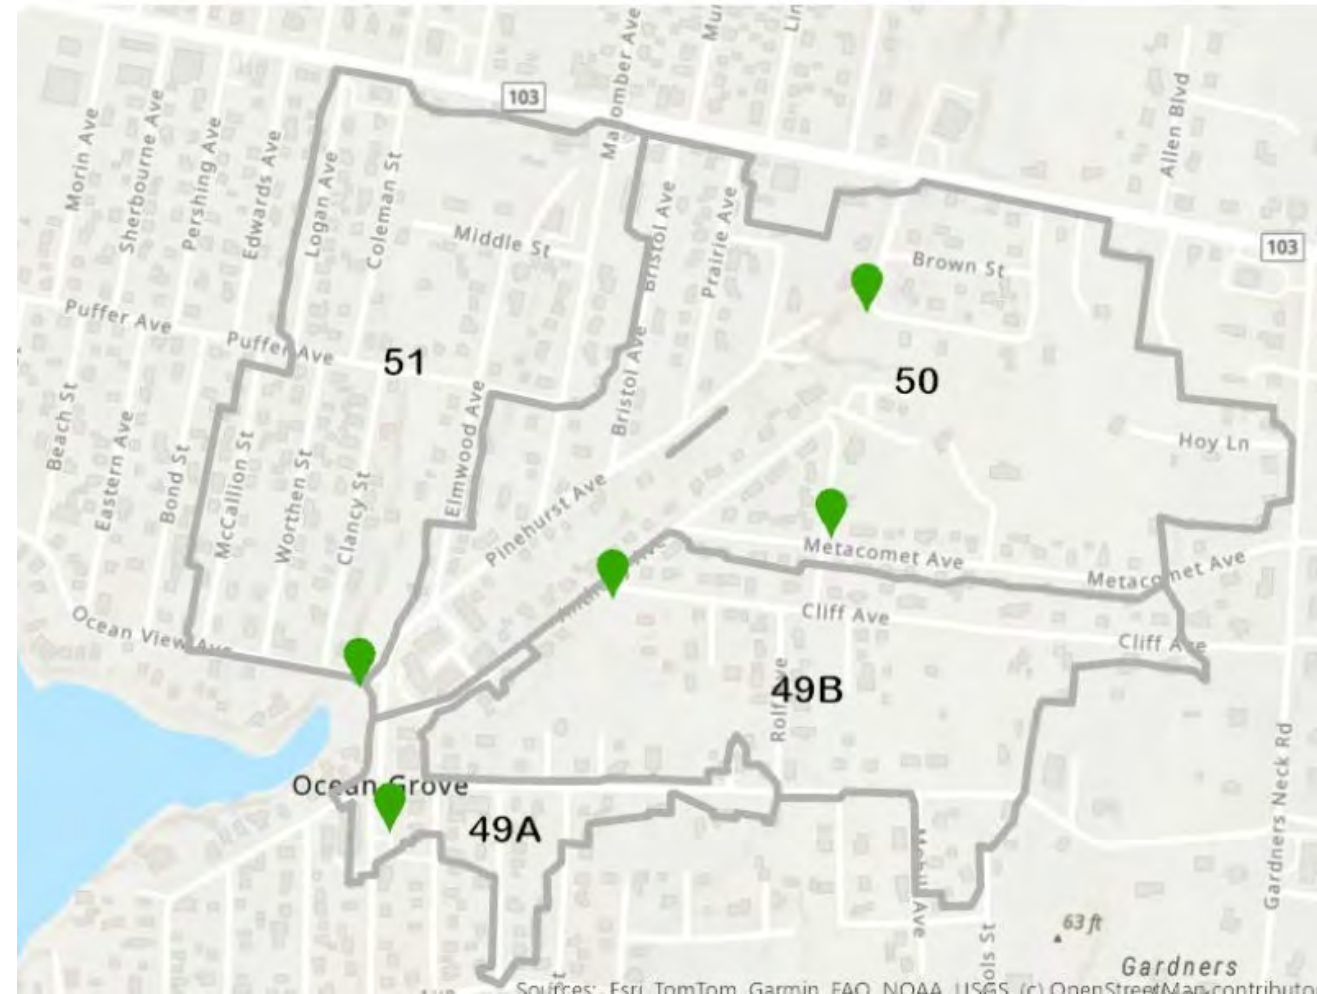 103
103
Morin Ave
Sherbourne Ave
Pershing Ave
Edwards Ave
Logan Ave
Coleman St
Macomber Ave
Allen Blvd
Middle St
Bristol Ave
Prairie Ave
Brown St
Puffer Ave
Puffer Ave
51
50
Bristol Ave
Beach St
Eastern Ave
Bond St
McCallion St
Worthen St
Clancy St
Elmwood Ave
Pinehurst Ave
Hoy Ln
Metacomet Ave
Metacomet Ave
Cliff Ave
Cliff Ave
Ocean View Ave
49B
Ocean Grove
49A
Gardners Neck Rd
63 ft
Gardners
Sources: Esri, TomTom, Garmin, FAO, NOAA, USGS, (c) OpenStreetMap contributo